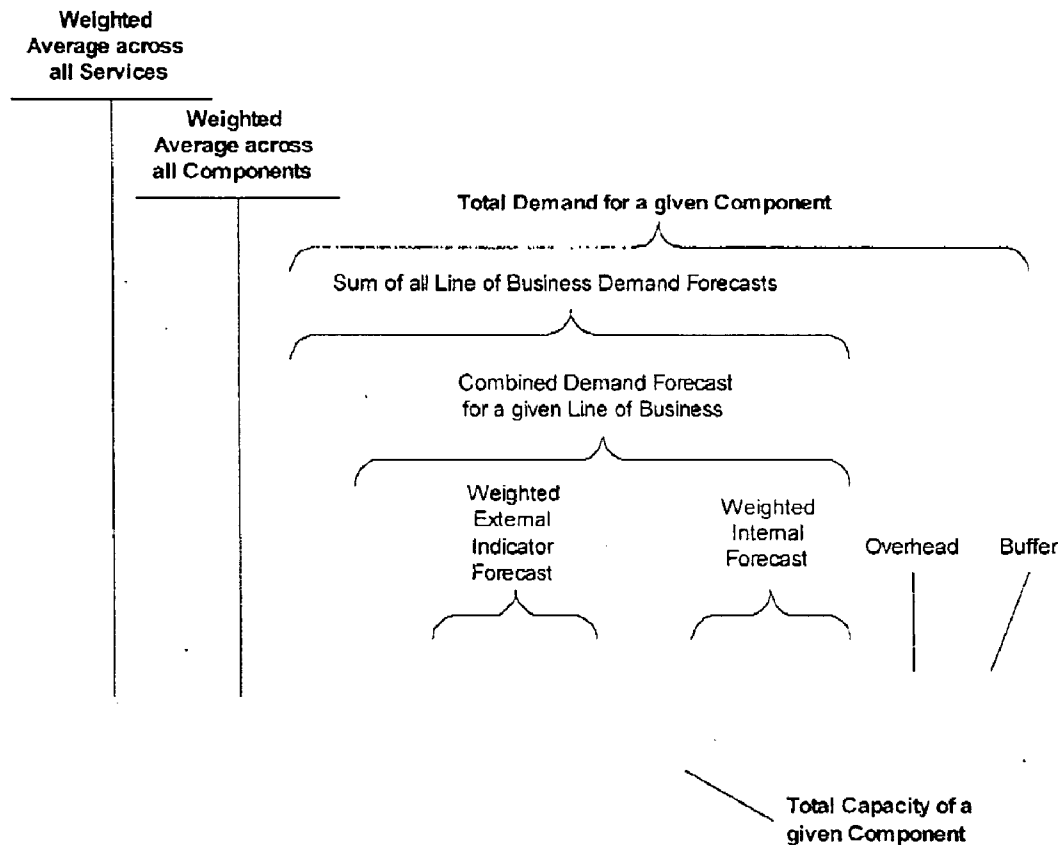 Weighted
Average across
all Services
Weighted
Average across
all Components
Total Demand for a given Component
Sum of all Line of Business Demand Forecasts
Combined Demand Forecast
for a given Line of Business
Weighted
External
Indicator
Forecast
Weighted
Internal
Forecast
Overhead
Buffer
Total Capacity of a
given Component